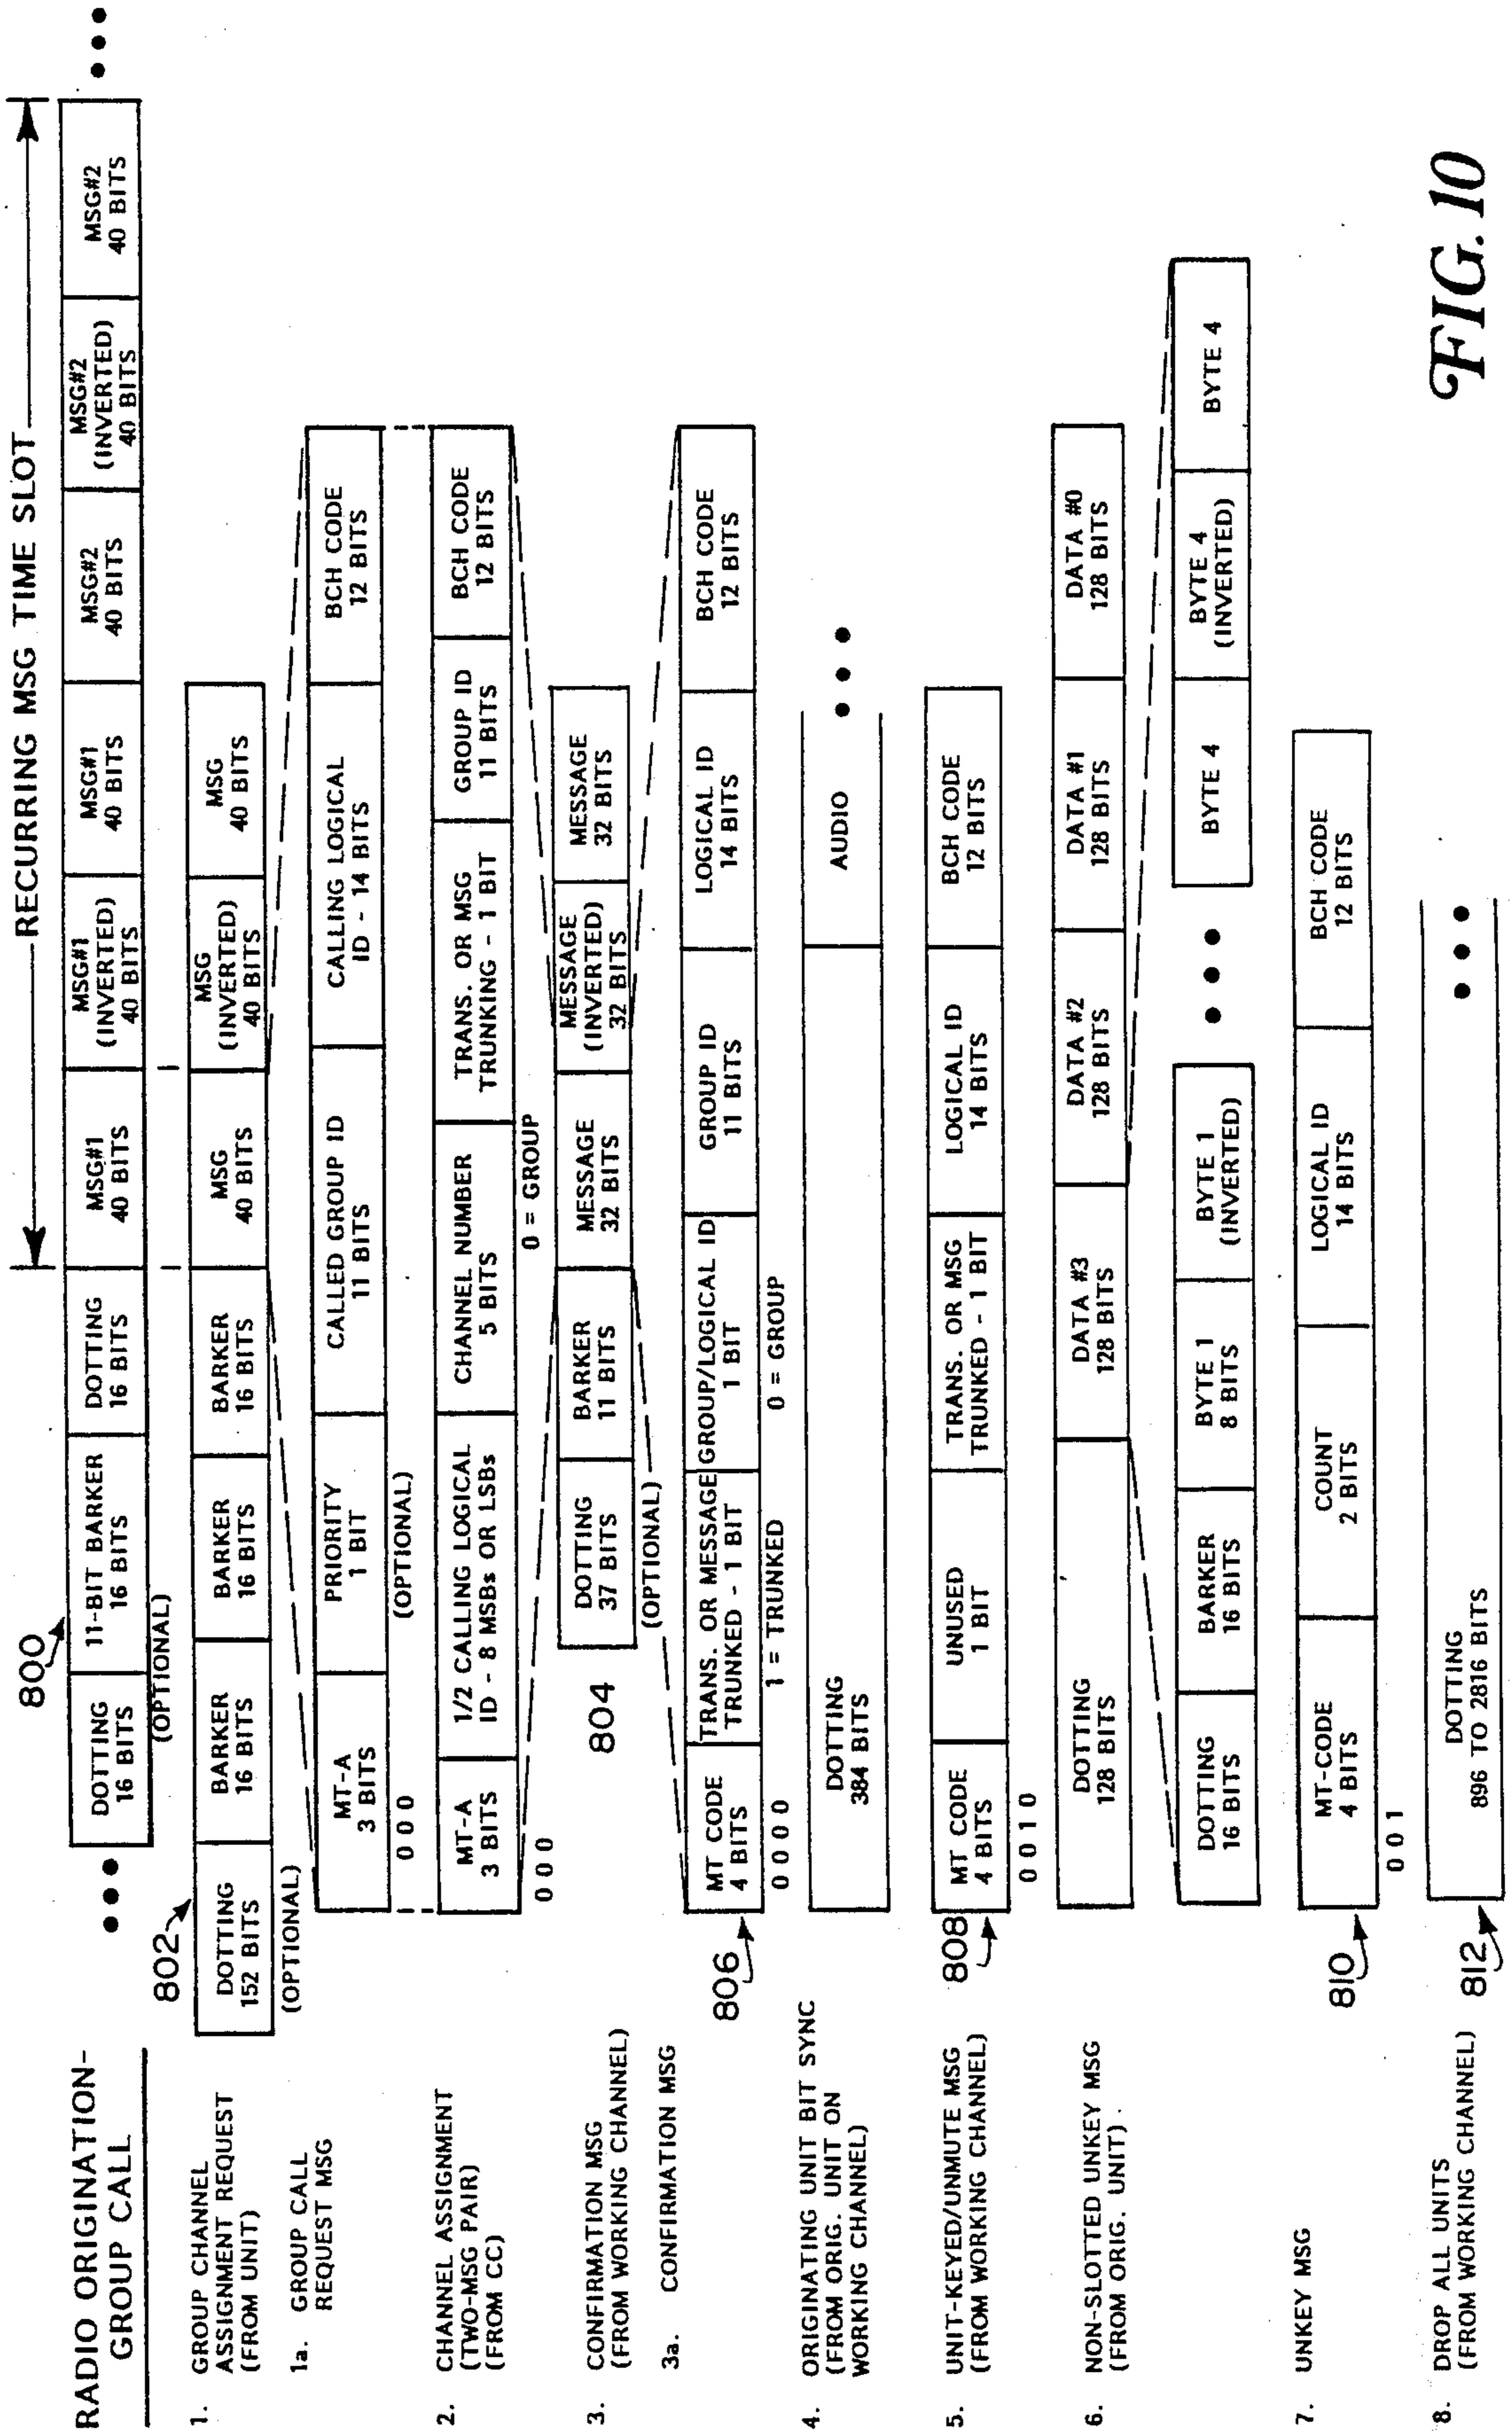 RADIO ORIGINATION-
GROUP CALL
RECURRING MSG TIME SLOT
800
DOTTING
16 BITS
11-BIT BARKER
16 BITS
DOTTING
16 BITS
MSG#1
40 BITS
MSG#1
(INVERTED)
40 BITS
MSG#1
40 BITS
MSG#2
40 BITS
MSG#2
(INVERTED)
40 BITS
MSG#2
40 BITS
(OPTIONAL)
1. GROUP CHANNEL
ASSIGNMENT REQUEST
(FROM UNIT)
802
DOTTING
152 BITS
(OPTIONAL)
BARKER
16 BITS
BARKER
16 BITS
BARKER
16 BITS
MSG
40 BITS
MSG
(INVERTED)
40 BITS
MSG
40 BITS
1a. GROUP CALL
REQUEST MSG
MT-A
3 BITS
0 0 0
PRIORITY
1 BIT
(OPTIONAL)
CALLED GROUP ID
11 BITS
CALLING LOGICAL
ID - 14 BITS
BCH CODE
12 BITS
2. CHANNEL ASSIGNMENT
(TWO-MSG PAIR)
(FROM CC)
MT-A
3 BITS
0 0 0
1/2 CALLING LOGICAL
ID - 8 MSBs OR LSBs
CHANNEL NUMBER
5 BITS
TRANS. OR MSG
TRUNKING - 1 BIT
0 = GROUP
GROUP ID
11 BITS
BCH CODE
12 BITS
3. CONFIRMATION MSG
(FROM WORKING CHANNEL)
804
DOTTING
37 BITS
(OPTIONAL)
BARKER
11 BITS
MESSAGE
32 BITS
MESSAGE
(INVERTED)
32 BITS
MESSAGE
32 BITS
3a. CONFIRMATION MSG
806
MT CODE
4 BITS
0 0 0 0
TRANS. OR MESSAGE
TRUNKED - 1 BIT
1 = TRUNKED
GROUP/LOGICAL ID
1 BIT
0 = GROUP
GROUP ID
11 BITS
LOGICAL ID
14 BITS
BCH CODE
12 BITS
4. ORIGINATING UNIT BIT SYNC
(FROM ORIG. UNIT ON
WORKING CHANNEL)
DOTTING
384 BITS
AUDIO
5. UNIT-KEYED/UNMUTE MSG
(FROM WORKING CHANNEL)
808
MT CODE
4 BITS
0 0 1 0
UNUSED
1 BIT
TRANS. OR MSG
TRUNKED - 1 BIT
LOGICAL ID
14 BITS
BCH CODE
12 BITS
6. NON-SLOTTED UNKEY MSG
(FROM ORIG. UNIT)
DOTTING
128 BITS
DATA #3
128 BITS
DATA #2
128 BITS
DATA #1
128 BITS
DATA #0
128 BITS
DOTTING
16 BITS
BARKER
16 BITS
BYTE 1
8 BITS
BYTE 1
(INVERTED)
BYTE 4
BYTE 4
(INVERTED)
BYTE 4
7. UNKEY MSG
810
MT-CODE
4 BITS
0 0 1
COUNT
2 BITS
LOGICAL ID
14 BITS
BCH CODE
12 BITS
8. DROP ALL UNITS
(FROM WORKING CHANNEL)
812
DOTTING
896 TO 2816 BITS
FIG. 10